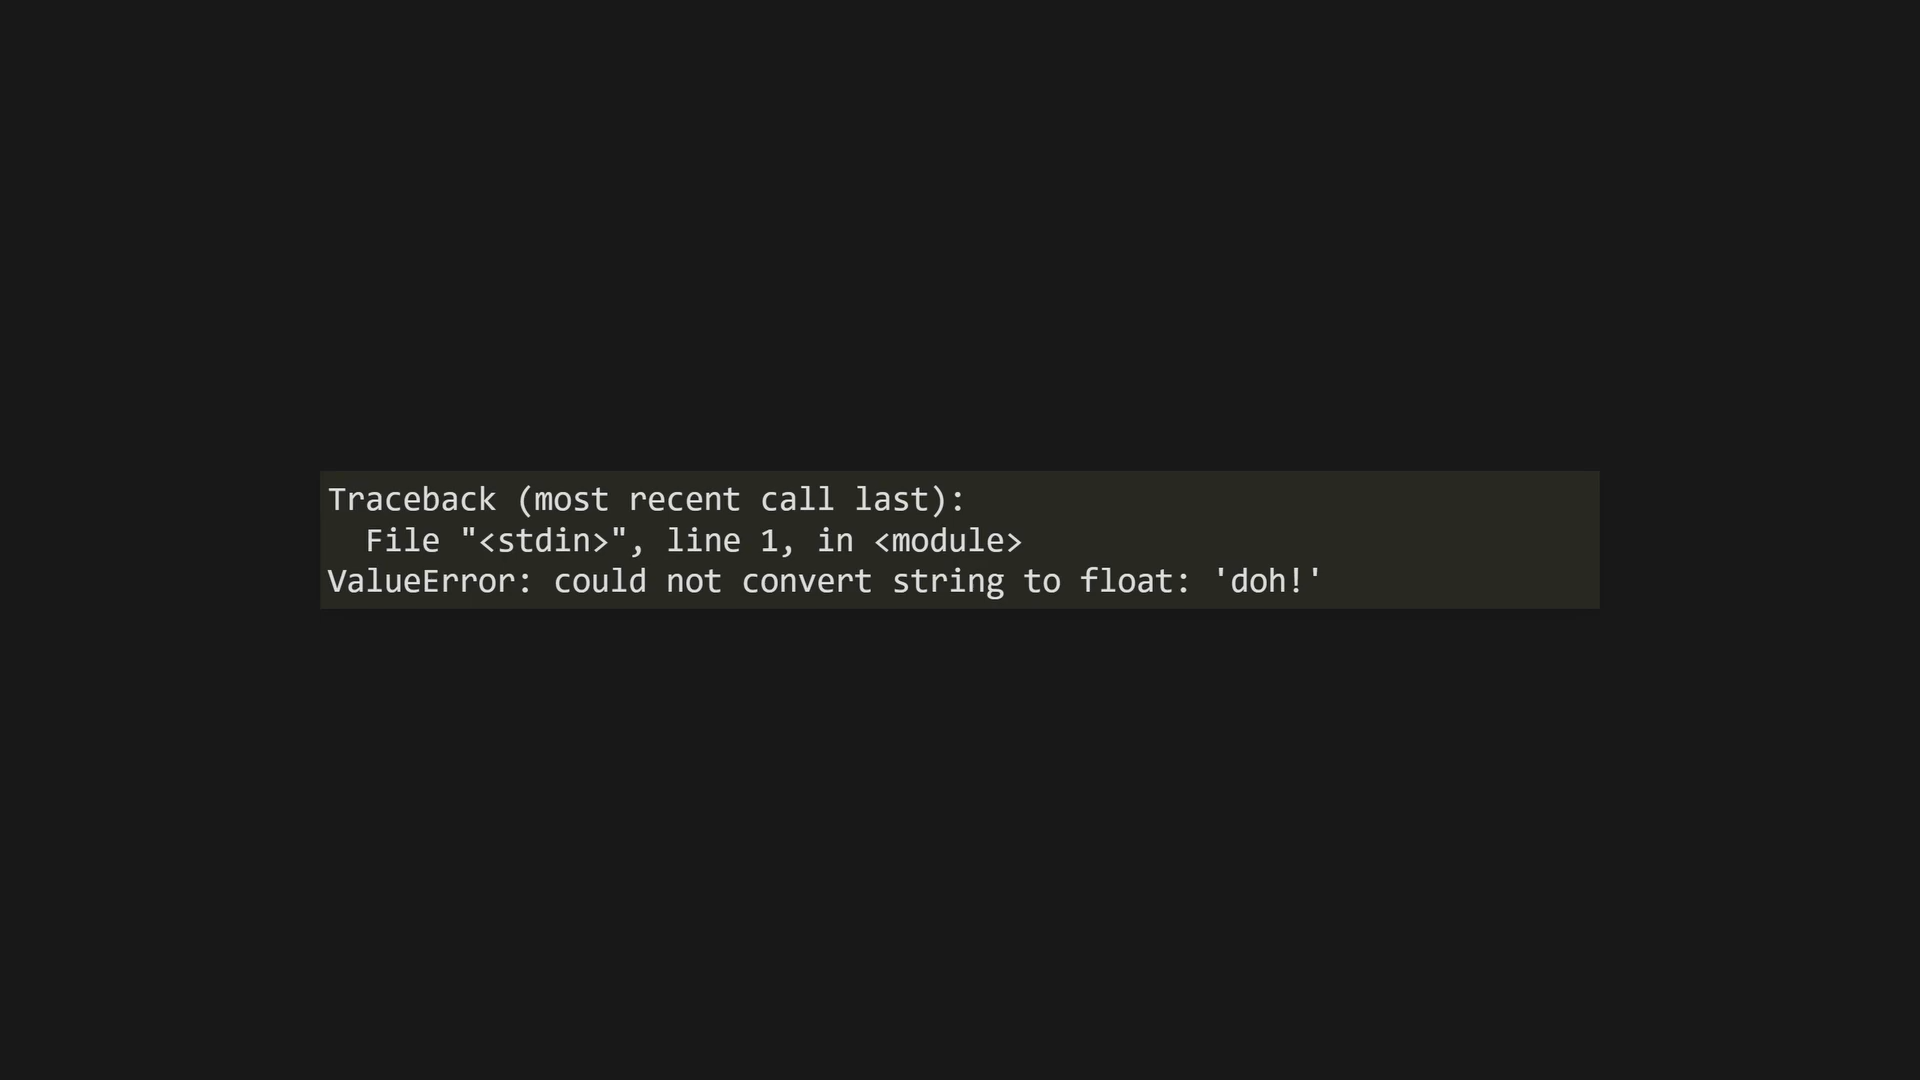 Traceback (most recent call last):
  File "<stdin>", line 1, in <module>
ValueError: could not convert string to float: 'doh!'